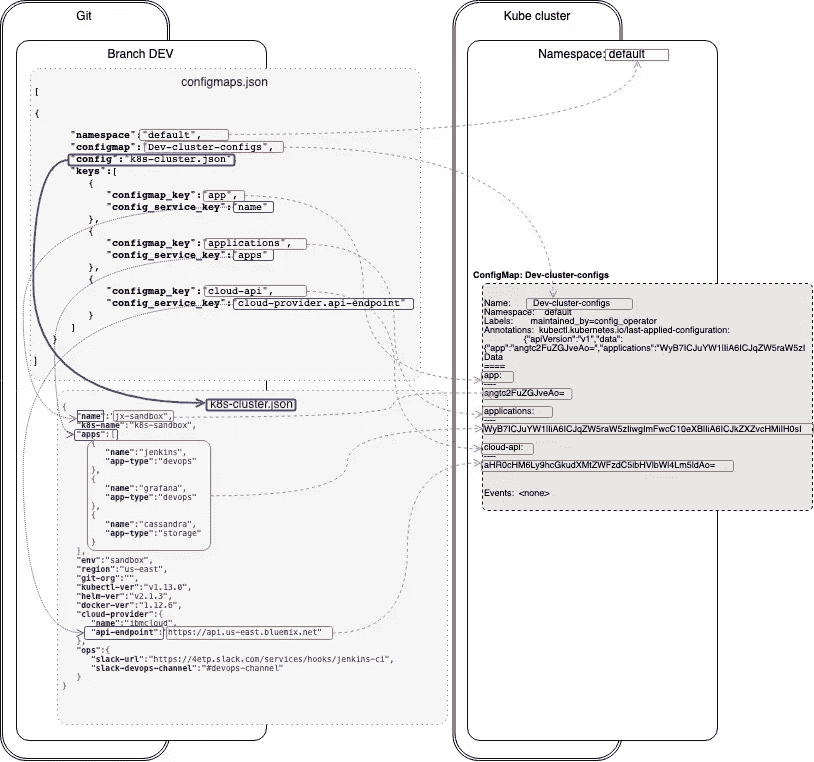 Git
Branch DEV
configmaps.json
[
{
"namespace":"default",
"configmap":"Dev-cluster-configs",
"config":"k8s-cluster.json"
"keys":[
{
"configmap_key":"app",
"config_service_key":"name"
},
{
"configmap_key":"applications",
"config_service_key":"apps"
},
{
"configmap_key":"cloud-api",
"config_service_key":"cloud-provider.api-endpoint"
}
]
}
]
k8s-cluster.json
{
"name":"jx-sandbox",
"k8s-name":"k8s-sandbox",
"apps":[
{
"name":"jenkins",
"app-type":"devops"
},
{
"name":"grafana",
"app-type":"devops"
},
{
"name":"cassandra",
"app-type":"storage"
}
],
"env":"sandbox",
"region":"us-east",
"git-org":"",
"kubectl-ver":"v1.13.0",
"helm-ver":"v2.1.3",
"docker-ver":"1.12.6",
"cloud-provider":{
"name":"ibmcloud",
"api-endpoint":"https://api.us-east.bluemix.net"
},
"ops":{
"slack-url":"https://4etp.slack.com/services/hooks/jenkins-ci",
"slack-devops-channel":"#devops-channel"
}
}
Kube cluster
Namespace: default
ConfigMap: Dev-cluster-configs
Name: Dev-cluster-configs
Namespace: default
Labels: maintained_by=config_operator
Annotations: kubectl.kubernetes.io/last-applied-configuration:
{"apiVersion":"v1","data":
Data
====
app:
----
angtc2FuZGJveAo=
applications:
----
cloud-api:
----
Events: <none>